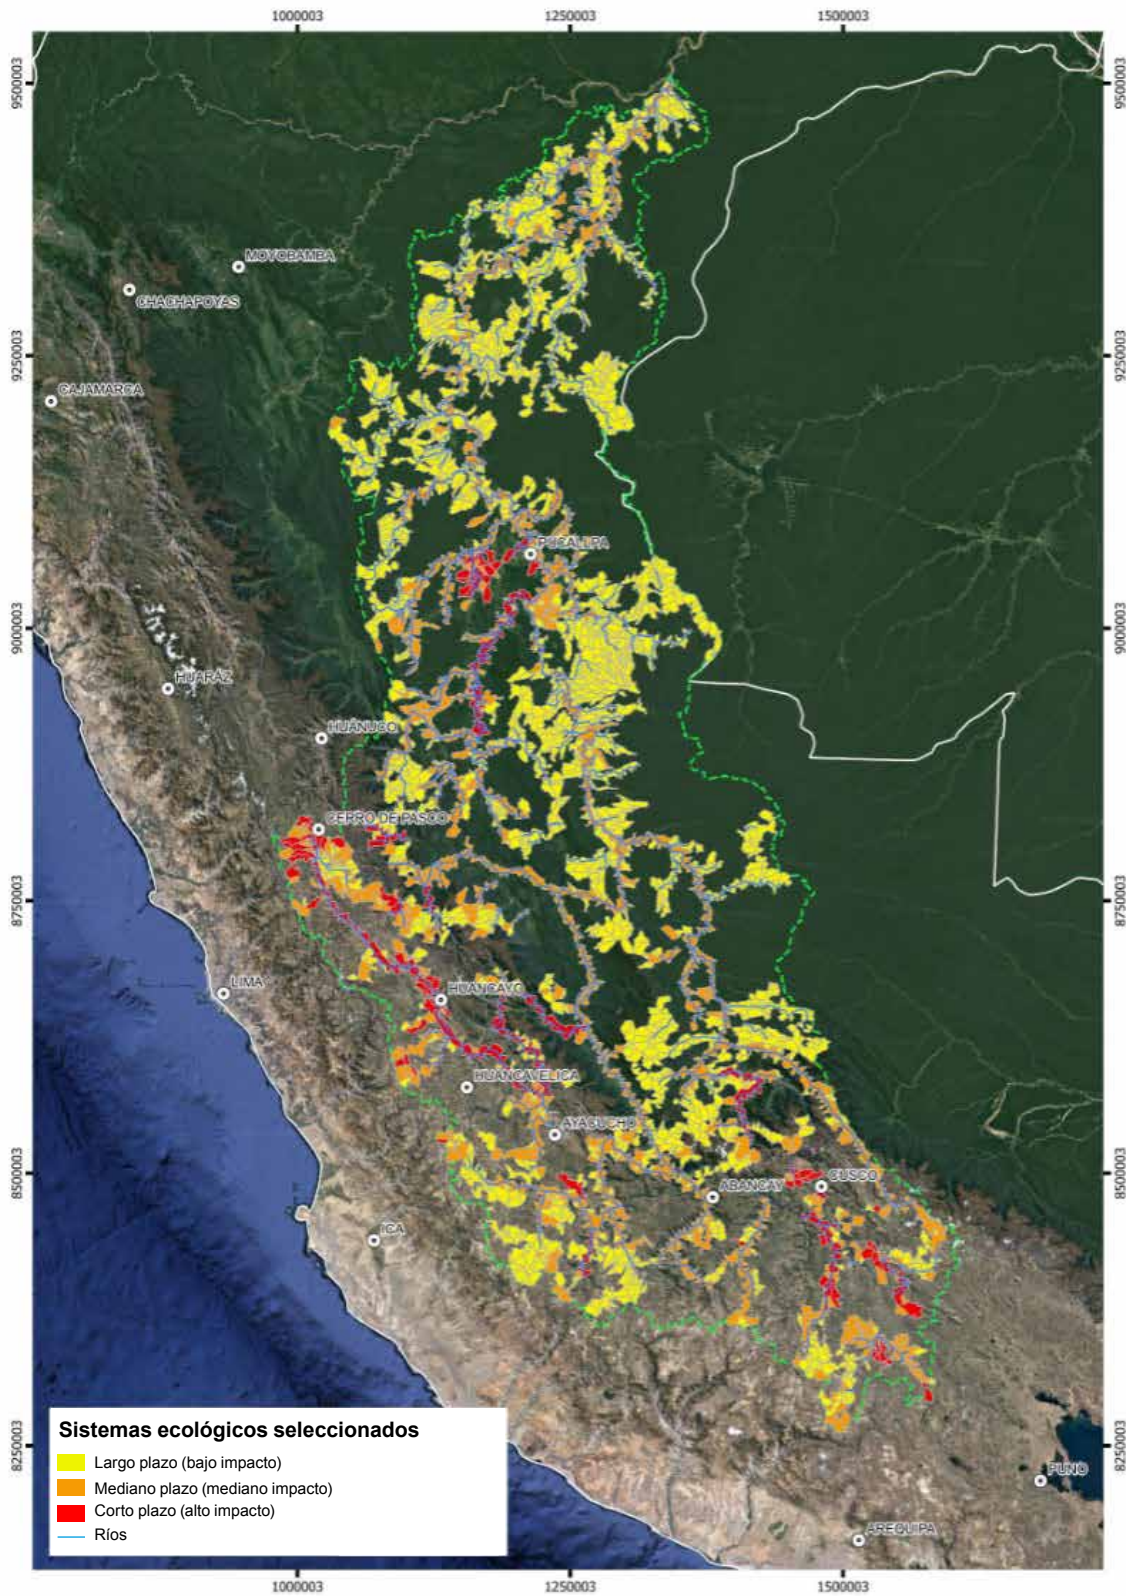 1000003 1250003 1500003
9500003 9500003
MOYOBAMBA
CHACHAPOYAS
9250003 9250003
CAJAMARCA
PUCALLPA
9000003 9000003
HUARÁZ
HUÁNUCO
CERRO DE PASCO
8750003 8750003
LIMA
HUANCAYO
HUANCAVELICA
AYACUCHO
8500003 8500003
ABANCAY
CUSCO
ICA
Sistemas ecológicos seleccionados
Largo plazo (bajo impacto)
Mediano plazo (mediano impacto)
Corto plazo (alto impacto)
Ríos
8250003 8250003
PUNO
AREQUIPA
1000003 1250003 1500003